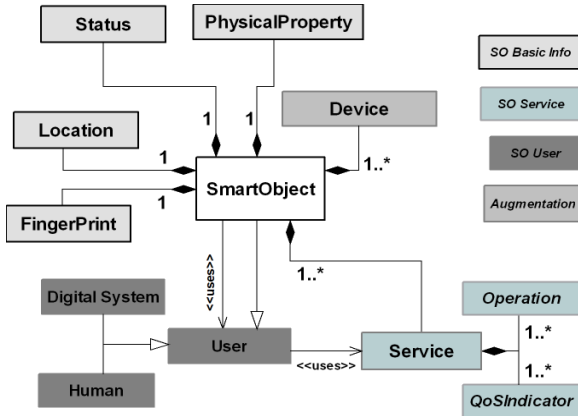 Status
PhysicalProperty
SO Basic Info
Device
SO Service
Location
1
1
1
1..*
SmartObject
SO User
1
FingerPrint
Augmentation
<<uses>>
1..*
Digital System
Operation
User
1..*
<<uses>>
Service
1..*
Human
QoSIndicator